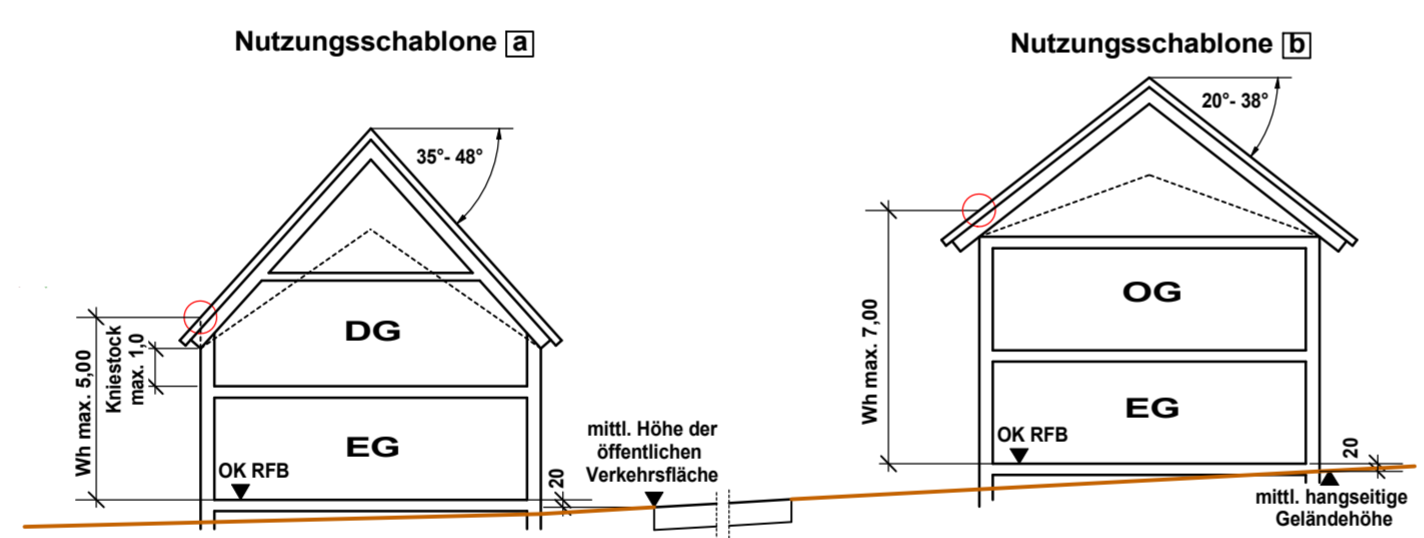 Nutzungsschablone a
35°- 48°
DG
Wh max. 5,00
Kniestock
max. 1,0
EG
OK RFB
20
mittl. Höhe der
öffentlichen
Verkehrsfläche
Nutzungsschablone b
20°- 38°
OG
Wh max. 7,00
EG
OK RFB
20
mittl. hangseitige
Geländehöhe